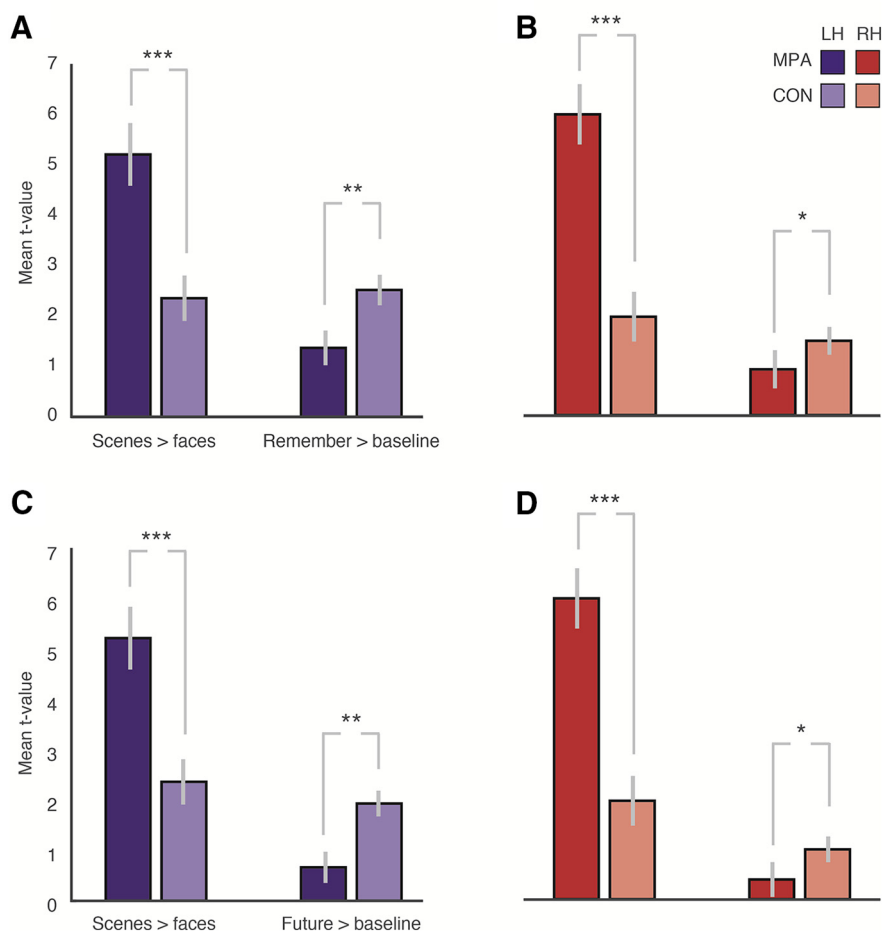 A
B
LH RH
MPA
CON
***
***
**
*
7
6
5
4
3
2
1
0
Mean t-value
Scenes > faces
Remember > baseline
C
D
***
***
**
*
7
6
5
4
3
2
1
0
Mean t-value
Scenes > faces
Future > baseline